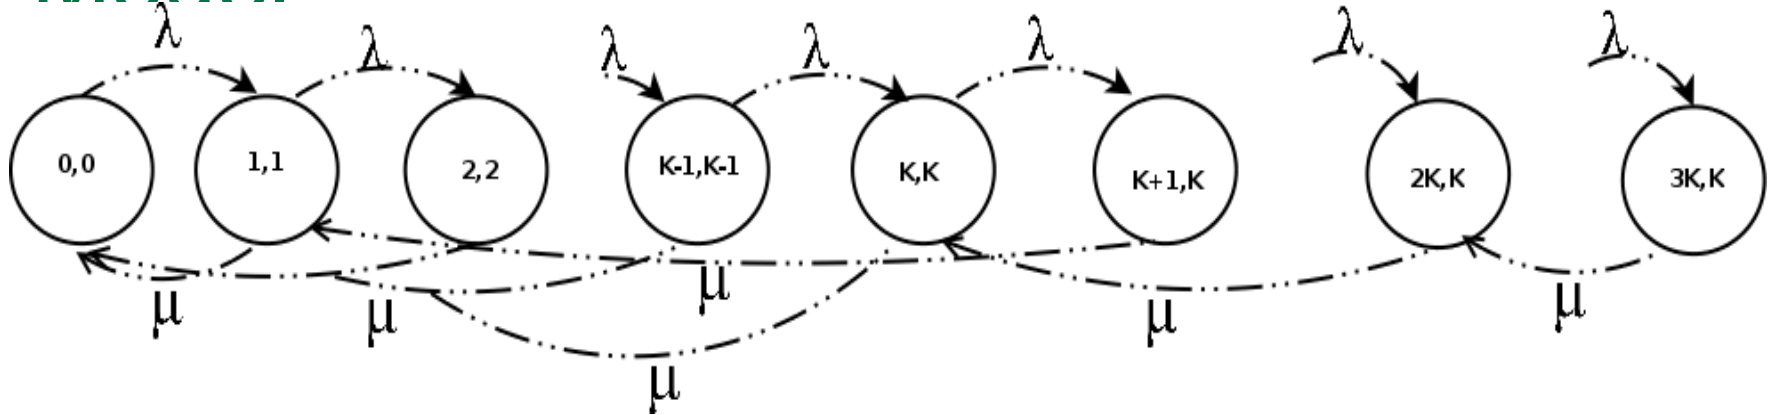 λ λ λ λ λ λ λ
0,0 1,1 2,2 K-1,K-1 K,K K+1,K 2K,K 3K,K
μ μ μ μ μ
μ